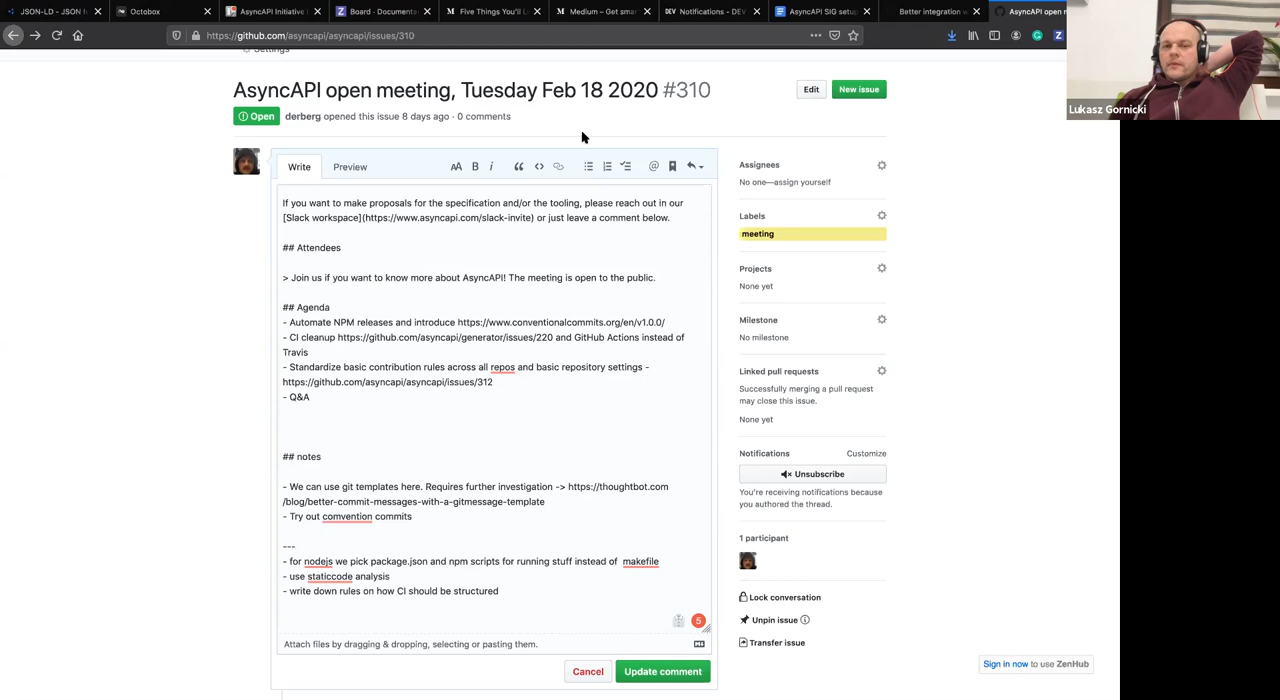 JSON-LD - JSON f
Octobox
AsyncAPI Initiative
Board - Documento
Five Things You'll L
Medium – Get smar
DEV Notifications - DEV
AsyncAPI SIG setup
Better integration w
AsyncAPI open m
https://github.com/asyncapi/asyncapi/issues/310
Settings
AsyncAPI open meeting, Tuesday Feb 18 2020 #310
Edit
New issue
Open
derberg opened this issue 8 days ago · 0 comments
Lukasz Gornicki
Write
Preview
If you want to make proposals for the specification and/or the tooling, please reach out in our
[Slack workspace](https://www.asyncapi.com/slack-invite) or just leave a comment below.
## Attendees
> Join us if you want to know more about AsyncAPI! The meeting is open to the public.
## Agenda
- Automate NPM releases and introduce https://www.conventionalcommits.org/en/v1.0.0/
- CI cleanup https://github.com/asyncapi/generator/issues/220 and GitHub Actions instead of
Travis
- Standardize basic contribution rules across all repos and basic repository settings -
https://github.com/asyncapi/asyncapi/issues/312
- Q&A
## notes
- We can use git templates here. Requires further investigation -> https://thoughtbot.com
/blog/better-commit-messages-with-a-gitmessage-template
- Try out comvention commits
---
- for nodejs we pick package.json and npm scripts for running stuff instead of makefile
- use staticcode analysis
- write down rules on how CI should be structured
5
Attach files by dragging & dropping, selecting or pasting them.
Cancel
Update comment
Assignees
No one—assign yourself
Labels
meeting
Projects
None yet
Milestone
No milestone
Linked pull requests
Successfully merging a pull request
may close this issue.
None yet
Notifications
Customize
Unsubscribe
You're receiving notifications because
you authored the thread.
1 participant
Lock conversation
Unpin issue
Transfer issue
Sign in now to use ZenHub